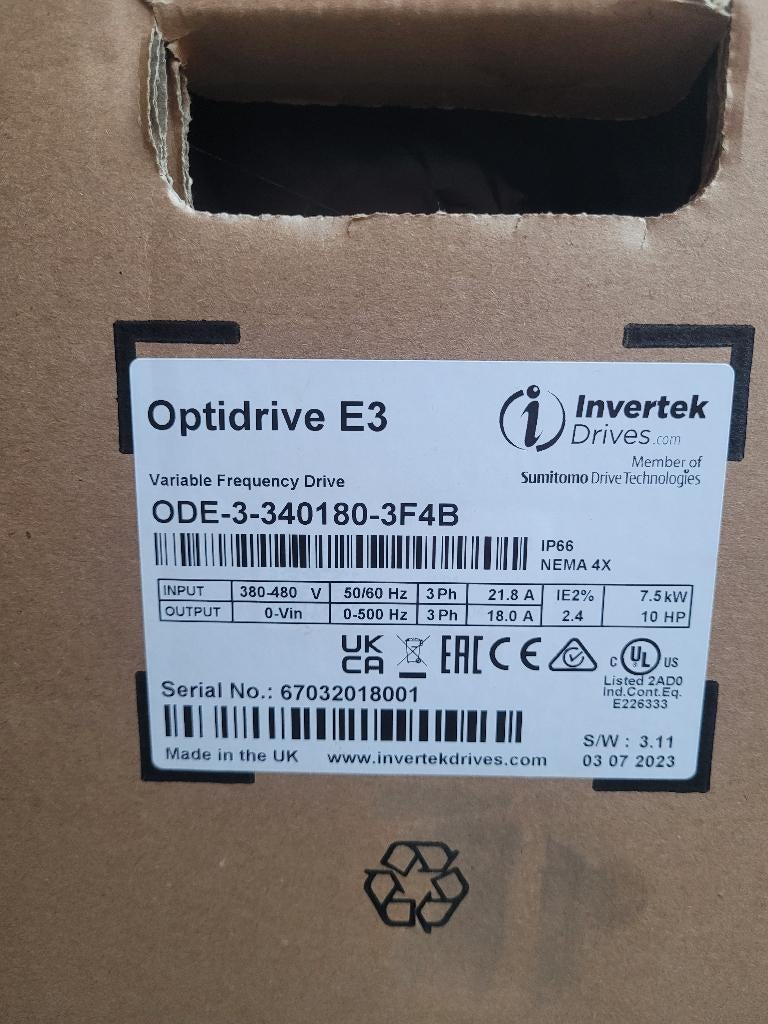 Optidrive E3
Invertek
Drives.com
Member of
Sumitomo Drive Technologies
Variable Frequency Drive
ODE-3-340180-3F4B
IP66
NEMA 4X
INPUT 380-480 V 50/60 Hz 3 Ph 21.8 A IE2% 7.5 kW
OUTPUT 0-Vin 0-500 Hz 3 Ph 18.0 A 2.4 10 HP
UK
CA
EAC CE
C UL US
Listed 2AD0
Ind.Cont.Eq.
E226333
Serial No.: 67032018001
S/W : 3.11
Made in the UK www.invertekdrives.com 03 07 2023